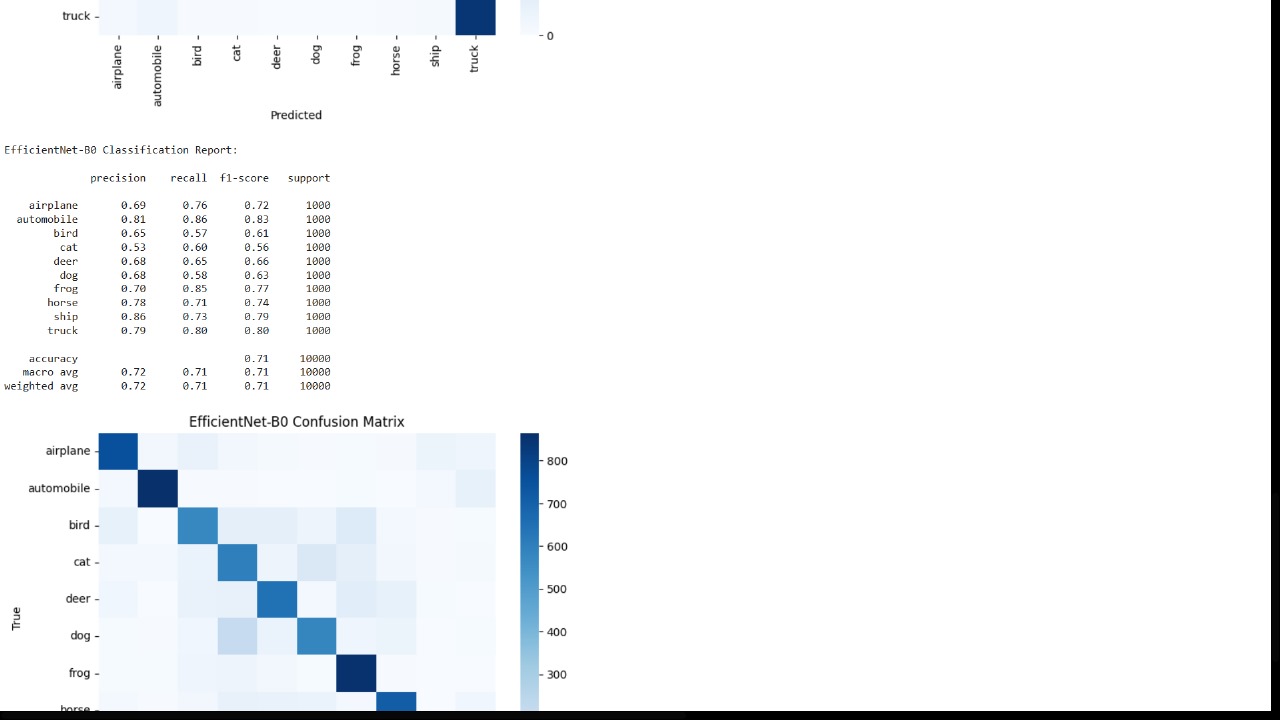 truck
0
airplane automobile bird cat deer dog frog horse ship truck
Predicted
EfficientNet-B0 Classification Report:
precision recall f1-score support
airplane 0.69 0.76 0.72 1000
automobile 0.81 0.86 0.83 1000
bird 0.65 0.57 0.61 1000
cat 0.53 0.60 0.56 1000
deer 0.68 0.65 0.66 1000
dog 0.68 0.58 0.63 1000
frog 0.70 0.85 0.77 1000
horse 0.78 0.71 0.74 1000
ship 0.86 0.73 0.79 1000
truck 0.79 0.80 0.80 1000
accuracy 0.71 10000
macro avg 0.72 0.71 0.71 10000
weighted avg 0.72 0.71 0.71 10000
EfficientNet-B0 Confusion Matrix
airplane
800
automobile
700
bird
600
cat
500
deer
True
dog
400
frog
300
horse